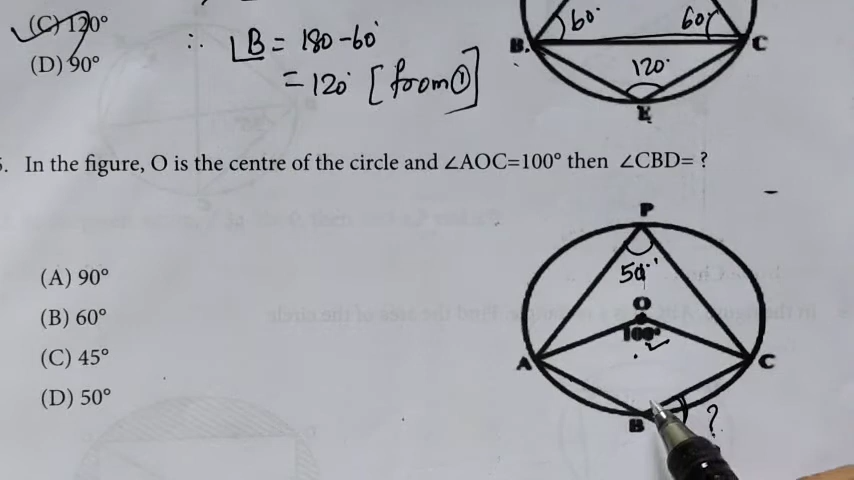 (C) 120°
(D) 90°
∴ ∠B = 180 - 60°
= 120° [from ①]
60° 60°
B. C
120°
E
5. In the figure, O is the centre of the circle and ∠AOC=100° then ∠CBD= ?
(A) 90°
(B) 60°
(C) 45°
(D) 50°
P
50°
O
100°
A C
B ?